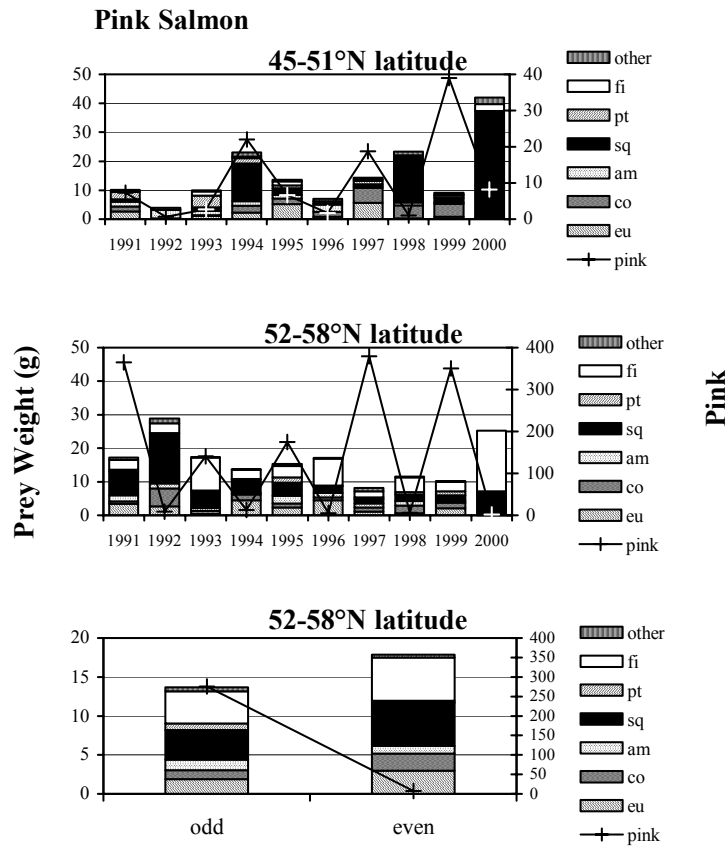 Pink Salmon
45-51°N latitude
50
40
30
20
10
0
40
30
20
10
0
1991 1992 1993 1994 1995 1996 1997 1998 1999 2000
other
fi
pt
sq
am
co
eu
pink
Prey Weight (g)
Pink
52-58°N latitude
50
40
30
20
10
0
400
300
200
100
0
1991 1992 1993 1994 1995 1996 1997 1998 1999 2000
other
fi
pt
sq
am
co
eu
pink
52-58°N latitude
20
15
10
5
0
400
350
300
250
200
150
100
50
0
odd even
other
fi
pt
sq
am
co
eu
pink